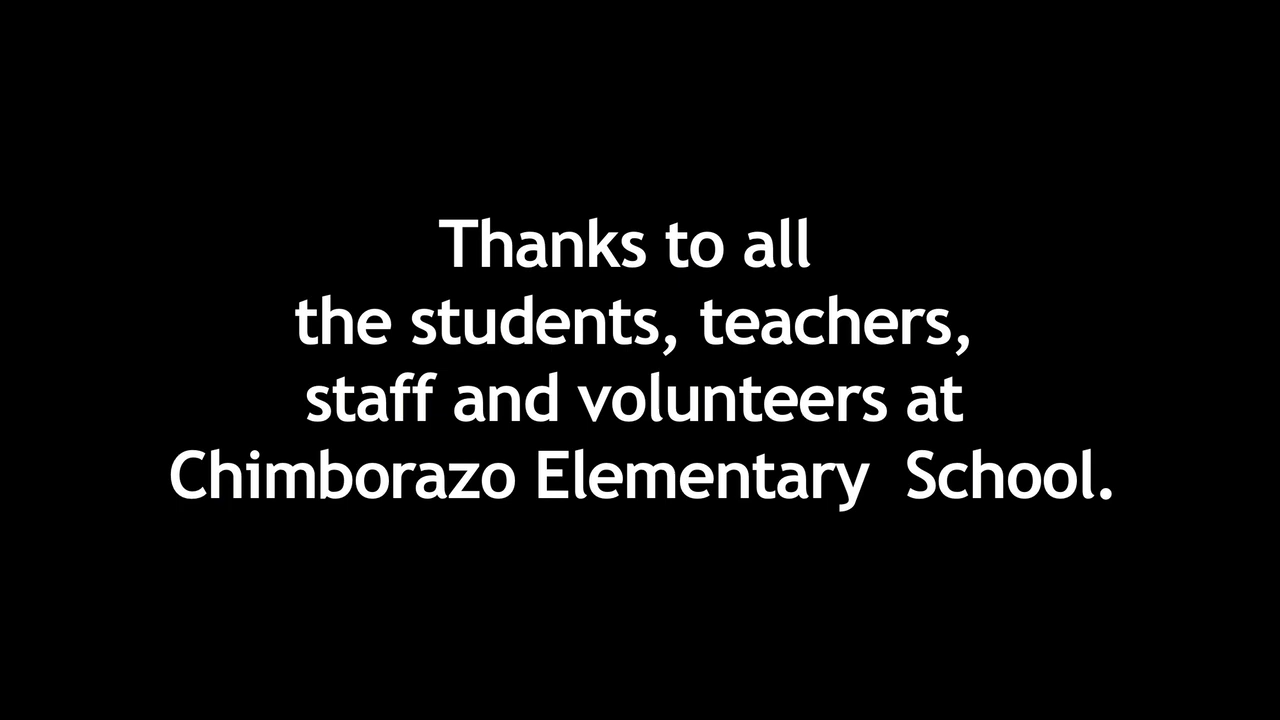 Thanks to all
the students, teachers,
staff and volunteers at
Chimborazo Elementary  School.